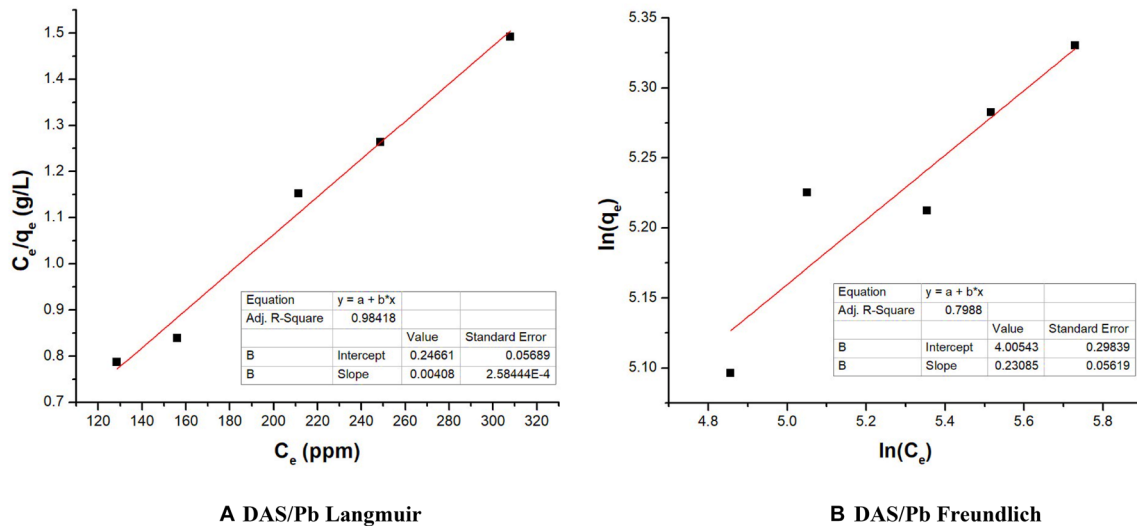 C_e/q_e (g/L)
1.5
1.4
1.3
1.2
1.1
1.0
0.9
0.8
0.7
Equation y = a + b*x
Adj. R-Square 0.98418
Value Standard Error
B Intercept 0.24661 0.05689
B Slope 0.00408 2.58444E-4
120 140 160 180 200 220 240 260 280 300 320
C_e (ppm)
A DAS/Pb Langmuir
ln(q_e)
5.35
5.30
5.25
5.20
5.15
5.10
Equation y = a + b*x
Adj. R-Square 0.7988
Value Standard Error
B Intercept 4.00543 0.29839
B Slope 0.23085 0.05619
4.8 5.0 5.2 5.4 5.6 5.8
ln(C_e)
B DAS/Pb Freundlich